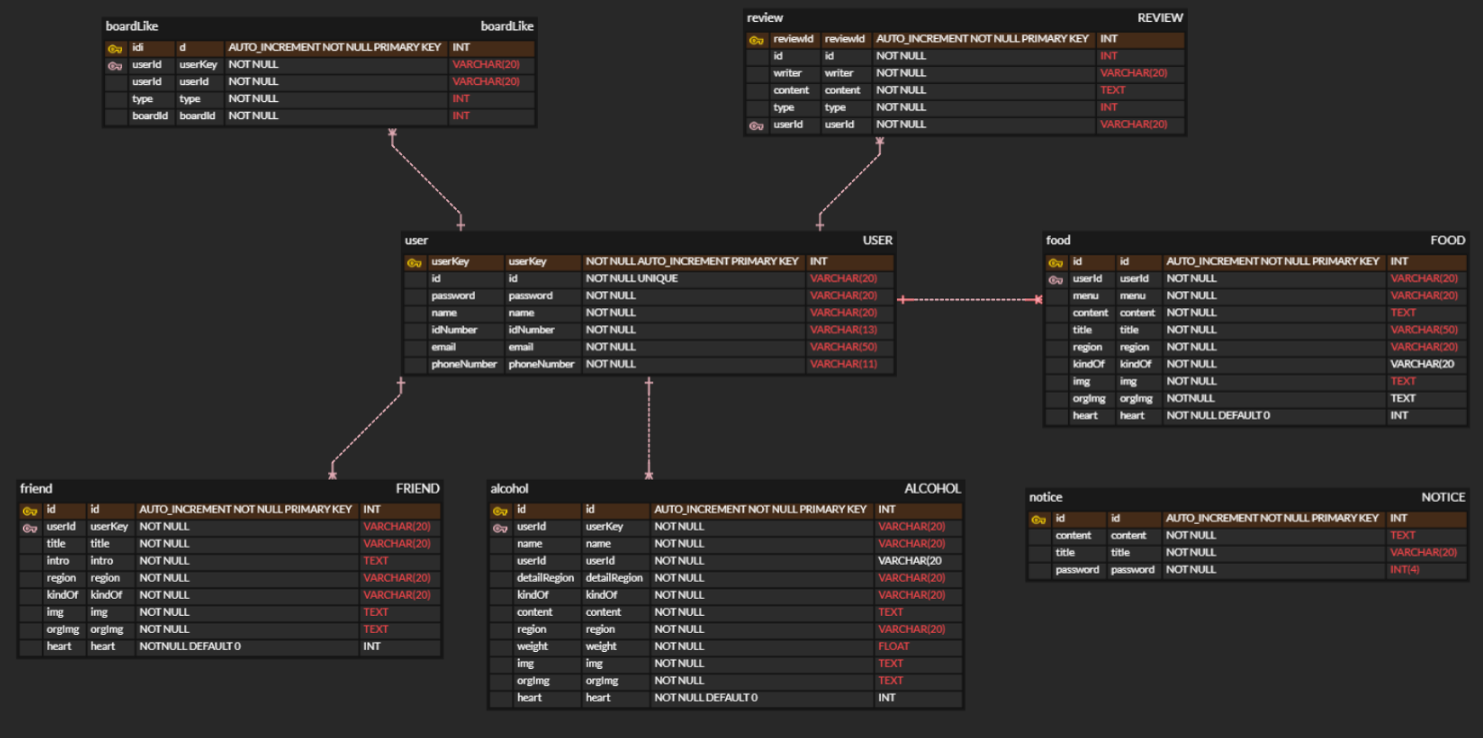 boardLike boardLike
idi d AUTO_INCREMENT NOT NULL PRIMARY KEY INT
userId userKey NOT NULL VARCHAR(20)
userId userId NOT NULL VARCHAR(20)
type type NOT NULL INT
boardId boardId NOT NULL INT
review REVIEW
reviewId reviewId AUTO_INCREMENT NOT NULL PRIMARY KEY INT
id id NOT NULL INT
writer writer NOT NULL VARCHAR(20)
content content NOT NULL TEXT
type type NOT NULL INT
userId userId NOT NULL VARCHAR(20)
user USER
userKey userKey NOT NULL AUTO_INCREMENT PRIMARY KEY INT
id id NOT NULL UNIQUE VARCHAR(20)
password password NOT NULL VARCHAR(20)
name name NOT NULL VARCHAR(20)
idNumber idNumber NOT NULL VARCHAR(13)
email email NOT NULL VARCHAR(50)
phoneNumber phoneNumber NOT NULL VARCHAR(11)
food FOOD
id id AUTO_INCREMENT NOT NULL PRIMARY KEY INT
userId userId NOT NULL VARCHAR(20)
menu menu NOT NULL VARCHAR(20)
content content NOT NULL TEXT
title title NOT NULL VARCHAR(50)
region region NOT NULL VARCHAR(20)
kindOf kindOf NOT NULL VARCHAR(20
img img NOT NULL TEXT
orgImg orgImg NOTNULL TEXT
heart heart NOT NULL DEFAULT 0 INT
friend FRIEND
id id AUTO_INCREMENT NOT NULL PRIMARY KEY INT
userId userKey NOT NULL VARCHAR(20)
title title NOT NULL VARCHAR(20)
intro intro NOT NULL TEXT
region region NOT NULL VARCHAR(20)
kindOf kindOf NOT NULL VARCHAR(20)
img img NOT NULL TEXT
orgImg orgImg NOT NULL TEXT
heart heart NOTNULL DEFAULT 0 INT
alcohol ALCOHOL
id id AUTO_INCREMENT NOT NULL PRIMARY KEY INT
userId userKey NOT NULL VARCHAR(20)
name name NOT NULL VARCHAR(20)
userId userId NOT NULL VARCHAR(20
detailRegion detailRegion NOT NULL VARCHAR(20)
kindOf kindOf NOT NULL VARCHAR(20)
content content NOT NULL TEXT
region region NOT NULL VARCHAR(20)
weight weight NOT NULL FLOAT
img img NOT NULL TEXT
orgImg orgImg NOT NULL TEXT
heart heart NOT NULL DEFAULT 0 INT
notice NOTICE
id id AUTO_INCREMENT NOT NULL PRIMARY KEY INT
content content NOT NULL TEXT
title title NOT NULL VARCHAR(20)
password password NOT NULL INT(4)